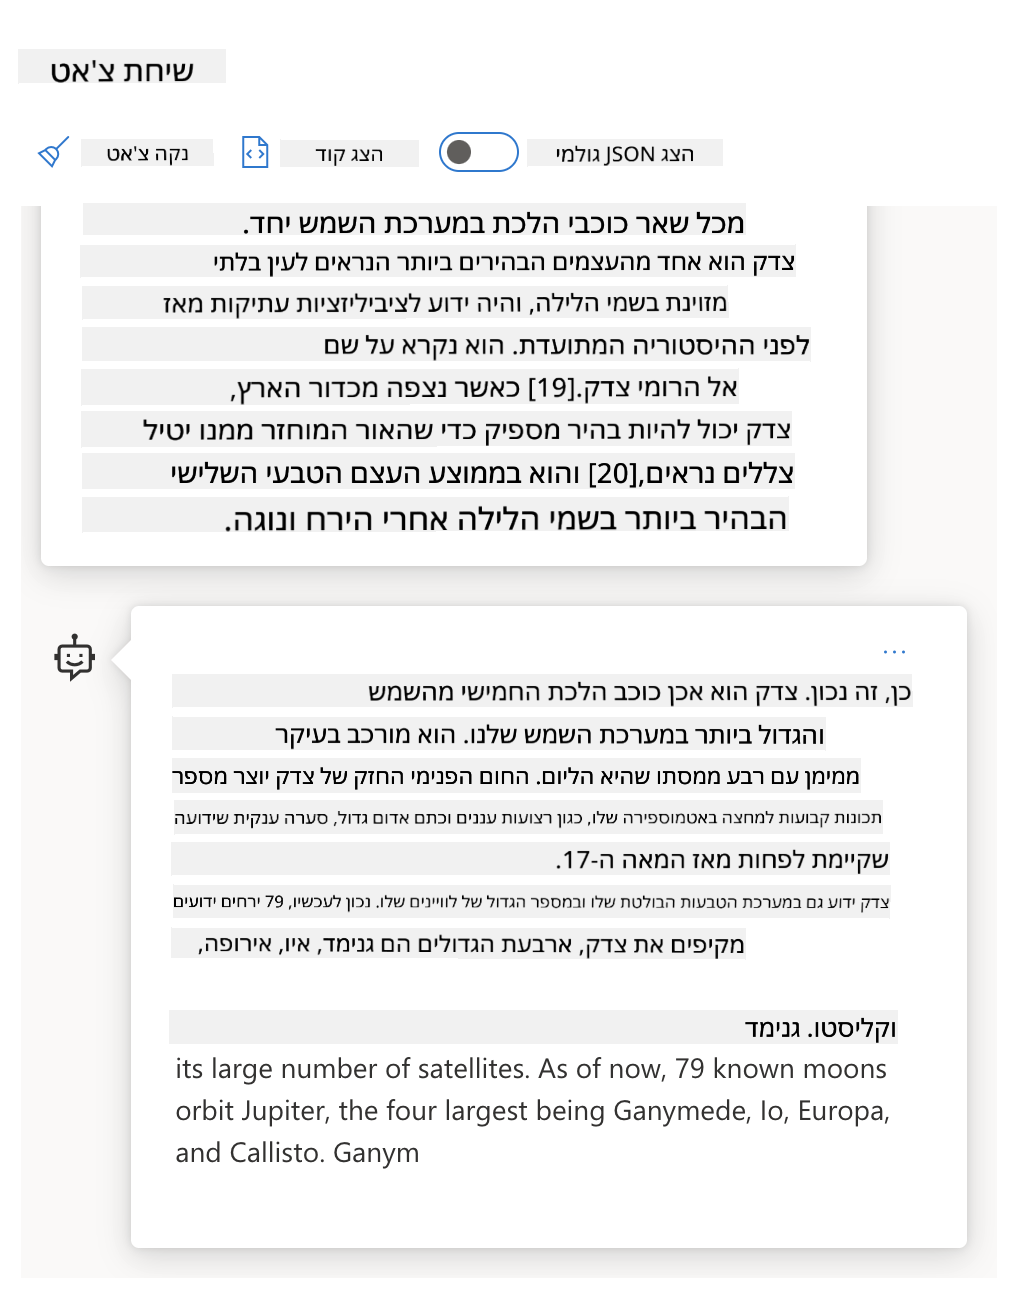 שיחת צ'אט
נקה צ'אט
הצג קוד
הצג JSON גולמי
מכל שאר כוכבי הלכת במערכת השמש יחד.
צדק הוא אחד מהעצמים הבהירים ביותר הנראים לעין בלתי
מזוינת בשמי הלילה, והיה ידוע לציביליזציות עתיקות מאז
לפני ההיסטוריה המתועדת. הוא נקרא על שם
אל הרומי צדק.[19] כאשר נצפה מכדור הארץ,
צדק יכול להיות בהיר מספיק כדי שהאור המוחזר ממנו יטיל
צללים נראים,[20] והוא בממוצע העצם הטבעי השלישי
הבהיר ביותר בשמי הלילה אחרי הירח ונוגה.
...
כן, זה נכון. צדק הוא אכן כוכב הלכת החמישי מהשמש
והגדול ביותר במערכת השמש שלנו. הוא מורכב בעיקר
ממימן עם רבע ממסתו שהיא הליום. החום הפנימי החזק של צדק יוצר מספר
תכונות קבועות למחצה באטמוספירה שלו, כגון רצועות עננים וכתם אדום גדול, סערה ענקית שידועה
שקיימת לפחות מאז המאה ה-17.
צדק ידוע גם במערכת הטבעות הבולטת שלו ובמספר הגדול של לוויינים שלו. נכון לעכשיו, 79 ירחים ידועים
מקיפים את צדק, ארבעת הגדולים הם גנימד, איו, אירופה,
וקליסטו. גנימד
its large number of satellites. As of now, 79 known moons
orbit Jupiter, the four largest being Ganymede, Io, Europa,
and Callisto. Ganym